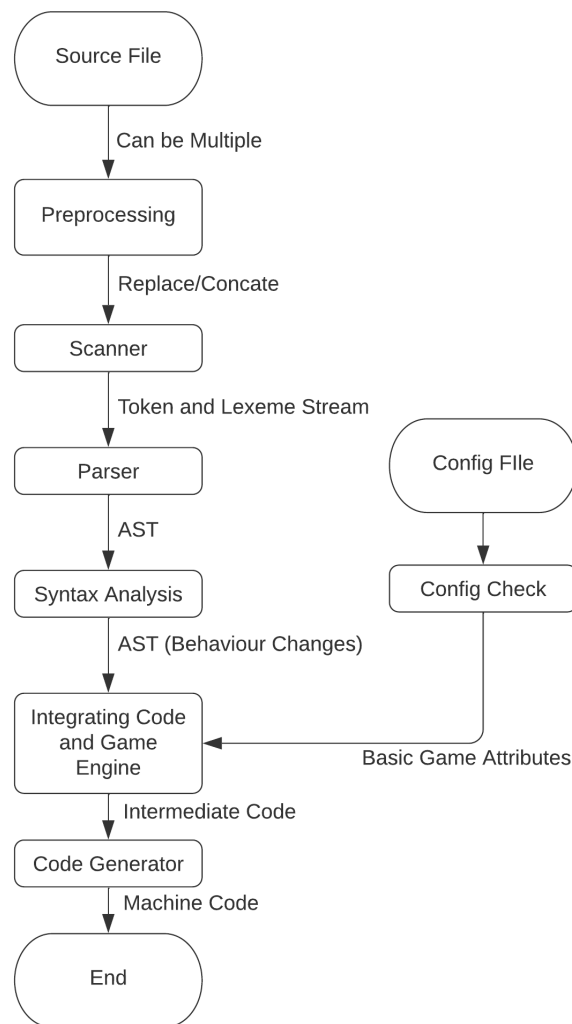 Source File
Can be Multiple
Preprocessing
Replace/Concate
Scanner
Token and Lexeme Stream
Parser
Config FIle
AST
Syntax Analysis
Config Check
AST (Behaviour Changes)
Integrating Code
and Game
Engine
Basic Game Attributes
Intermediate Code
Code Generator
Machine Code
End